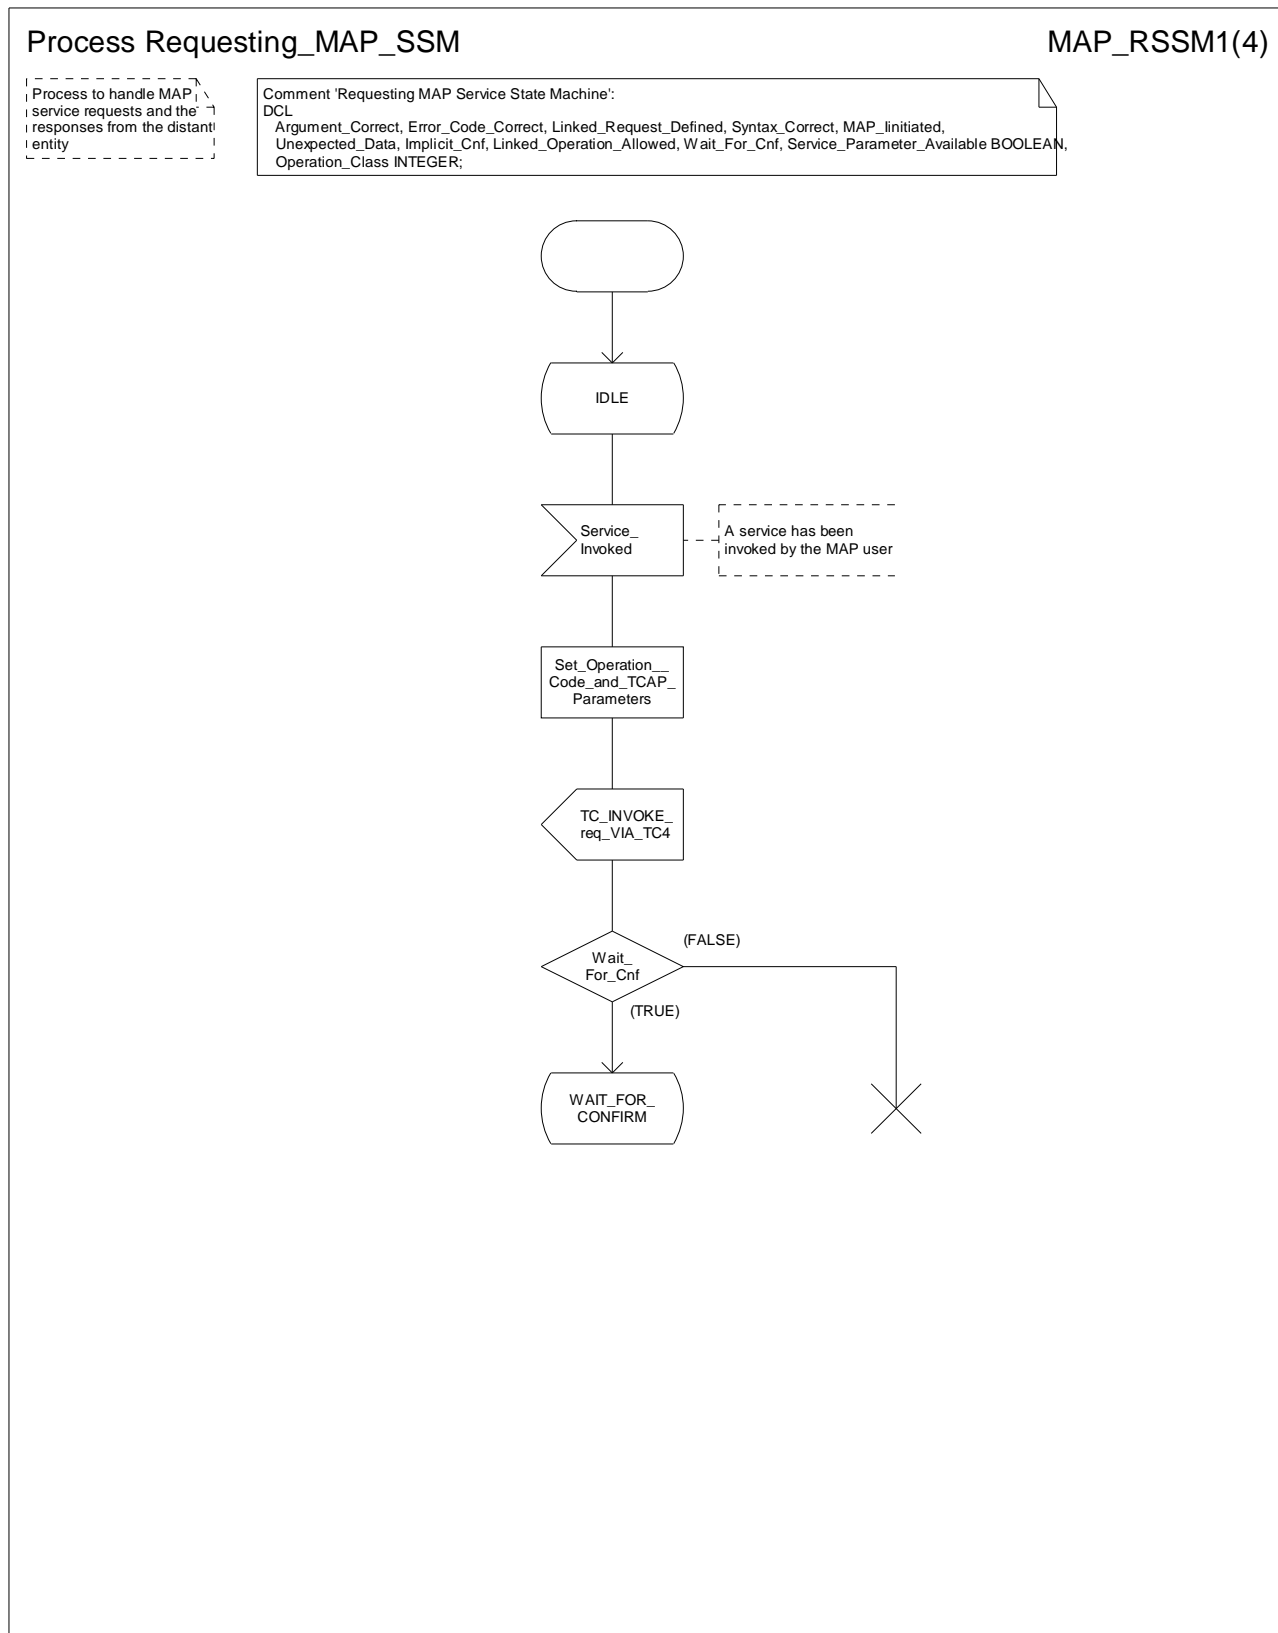 Process Requesting_MAP_SSM
MAP_RSSM1(4)
Process to handle MAP
service requests and the
responses from the distant
entity
Comment 'Requesting MAP Service State Machine':
DCL
Argument_Correct, Error_Code_Correct, Linked_Request_Defined, Syntax_Correct, MAP_Iinitiated,
Unexpected_Data, Implicit_Cnf, Linked_Operation_Allowed, Wait_For_Cnf, Service_Parameter_Available BOOLEAN,
Operation_Class INTEGER;
IDLE
Service_
Invoked
A service has been
invoked by the MAP user
Set_Operation__
Code_and_TCAP_
Parameters
TC_INVOKE_
req_VIA_TC4
Wait_
For_Cnf
(FALSE)
(TRUE)
WAIT_FOR_
CONFIRM